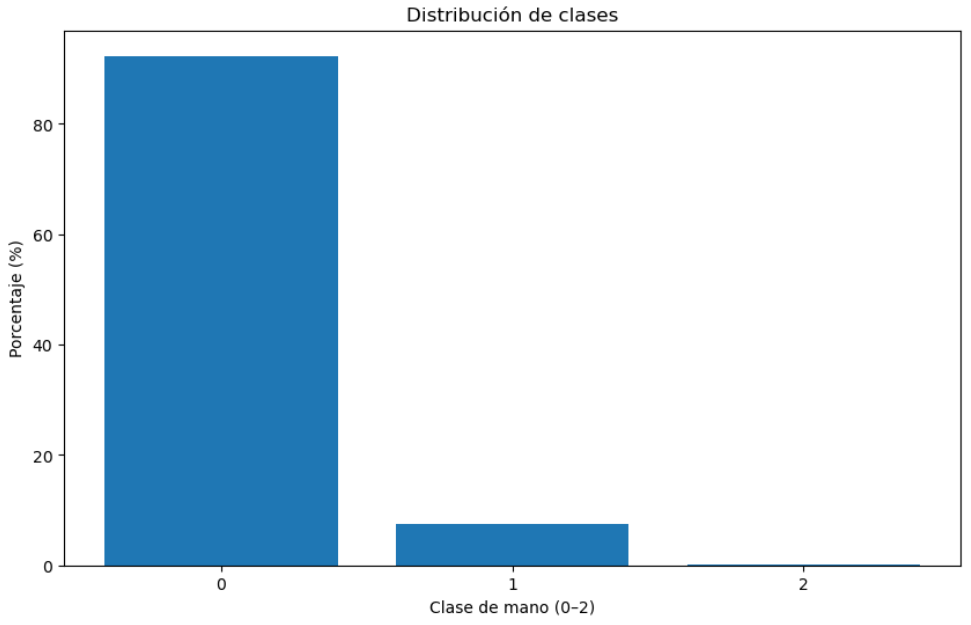 Distribución de clases
Porcentaje (%)
80
60
40
20
0
0 1 2
Clase de mano (0–2)